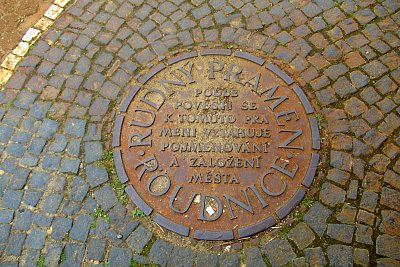 RUDNÝ PRAMEN
PODLE
POVĚSTI SE
K TOMUTO PRA
MENI VZTAHUJE
POJMENOVÁNÍ
A ZALOŽENÍ
MĚSTA
ROUDNICE